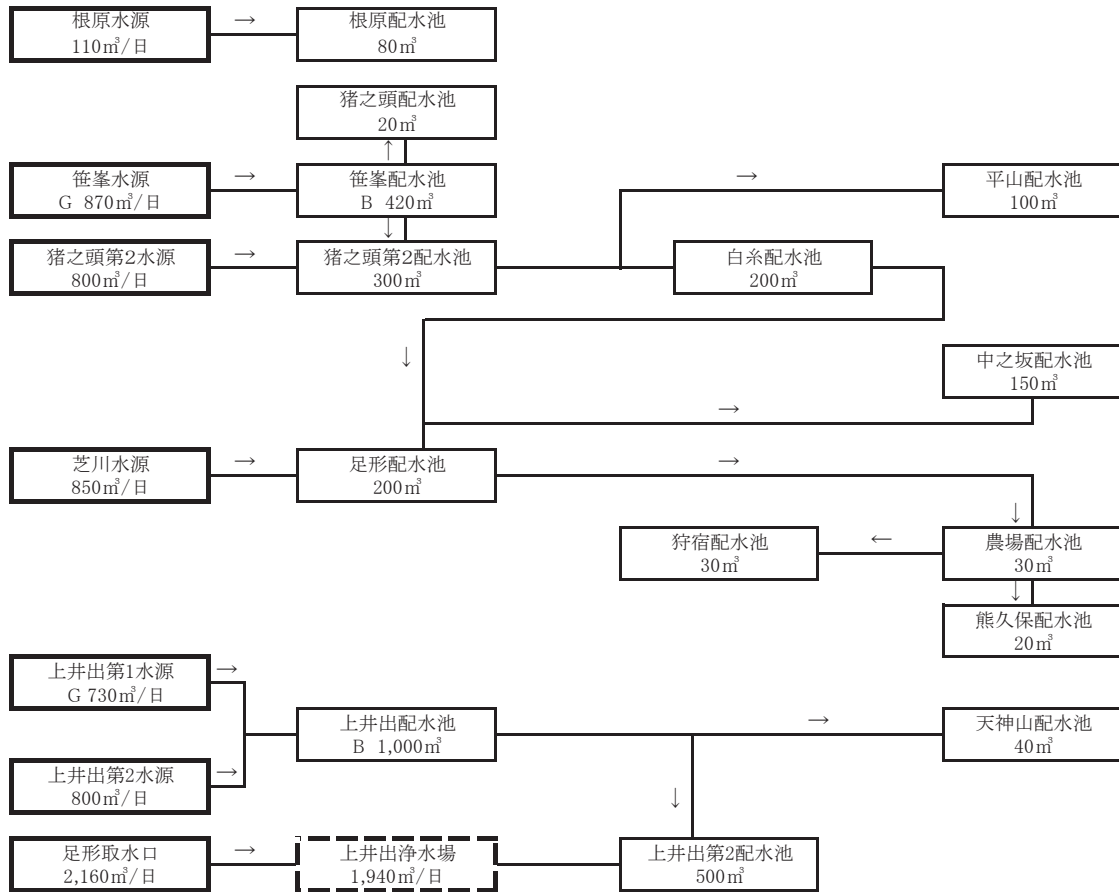 根原水源
110㎥/日
→
根原配水池
80㎥
猪之頭配水池
20㎥
↑
笹峯水源
G 870㎥/日
→
笹峯配水池
B 420㎥
→
平山配水池
100㎥
↓
猪之頭第2水源
800㎥/日
→
猪之頭第2配水池
300㎥
白糸配水池
200㎥
↓
中之坂配水池
150㎥
→
芝川水源
850㎥/日
→
足形配水池
200㎥
→
↓
狩宿配水池
30㎥
←
農場配水池
30㎥
↓
熊久保配水池
20㎥
上井出第1水源
G 730㎥/日
→
上井出配水池
B 1,000㎥
→
天神山配水池
40㎥
上井出第2水源
800㎥/日
→
↓
足形取水口
2,160㎥/日
→
上井出浄水場
1,940㎥/日
上井出第2配水池
500㎥